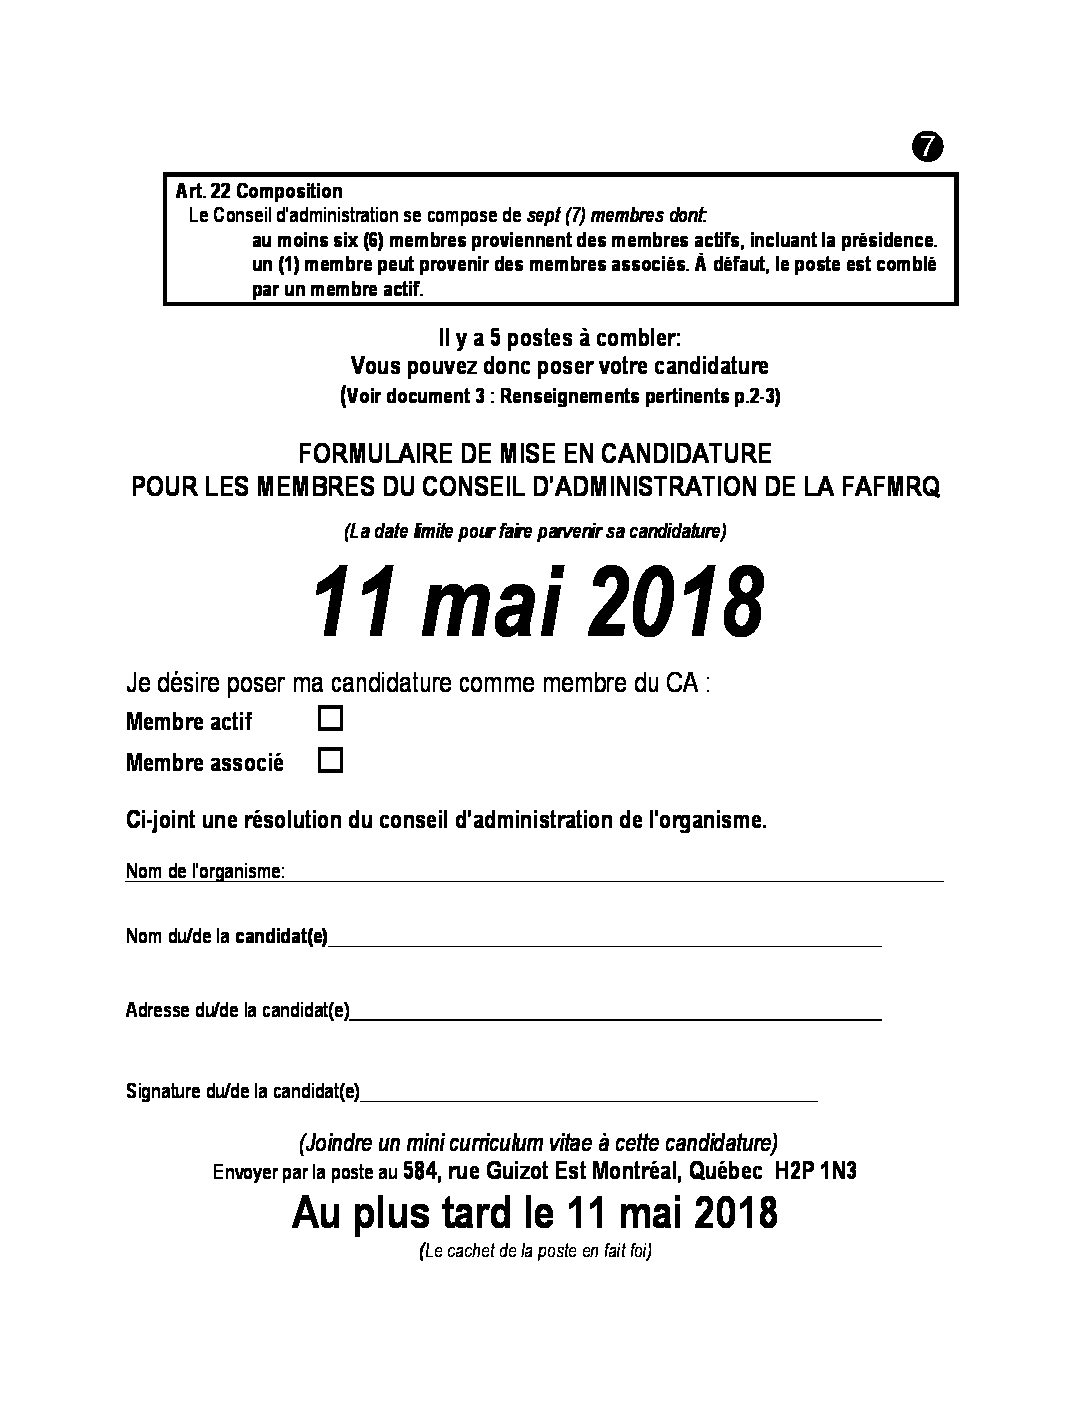 7
Art. 22 Composition
Le Conseil d'administration se compose de sept (7) membres dont:
au moins six (6) membres proviennent des membres actifs, incluant la présidence.
un (1) membre peut provenir des membres associés. À défaut, le poste est comblé
par un membre actif.
Il y a 5 postes à combler:
Vous pouvez donc poser votre candidature
(Voir document 3 : Renseignements pertinents p.2-3)
FORMULAIRE DE MISE EN CANDIDATURE
POUR LES MEMBRES DU CONSEIL D'ADMINISTRATION DE LA FAFMRQ
(La date limite pour faire parvenir sa candidature)
11 mai 2018
Je désire poser ma candidature comme membre du CA :
Membre actif ☐
Membre associé ☐
Ci-joint une résolution du conseil d'administration de l'organisme.
Nom de l'organisme:
Nom du/de la candidat(e)
Adresse du/de la candidat(e)
Signature du/de la candidat(e)
(Joindre un mini curriculum vitae à cette candidature)
Envoyer par la poste au 584, rue Guizot Est Montréal, Québec H2P 1N3
Au plus tard le 11 mai 2018
(Le cachet de la poste en fait foi)